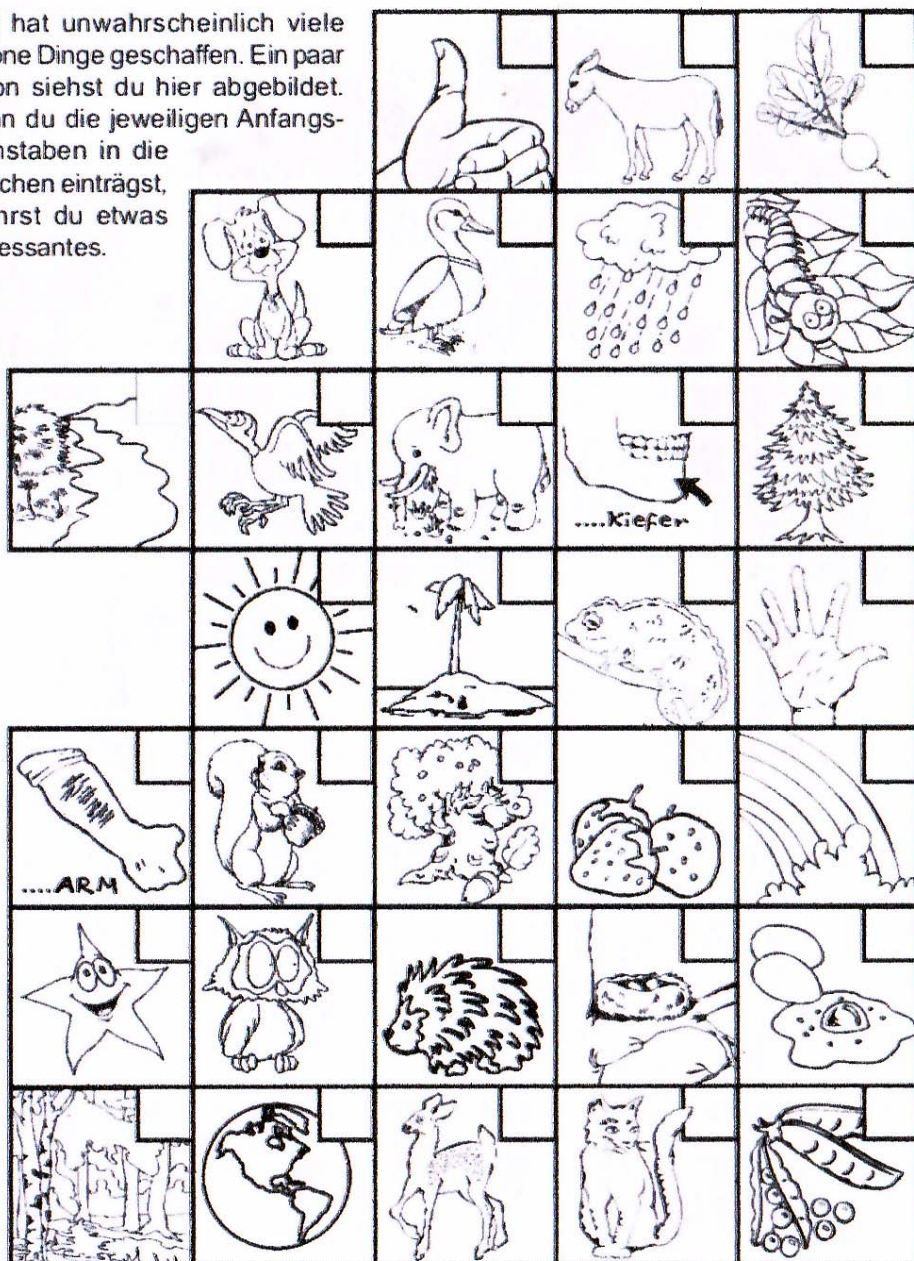 hat unwahrscheinlich viele
one Dinge geschaffen. Ein paar
on siehst du hier abgebildet.
n du die jeweiligen Anfangs-
nstaben in die
chen einträgst,
hrst du etwas
essantes.
....Kiefer
.....ARM